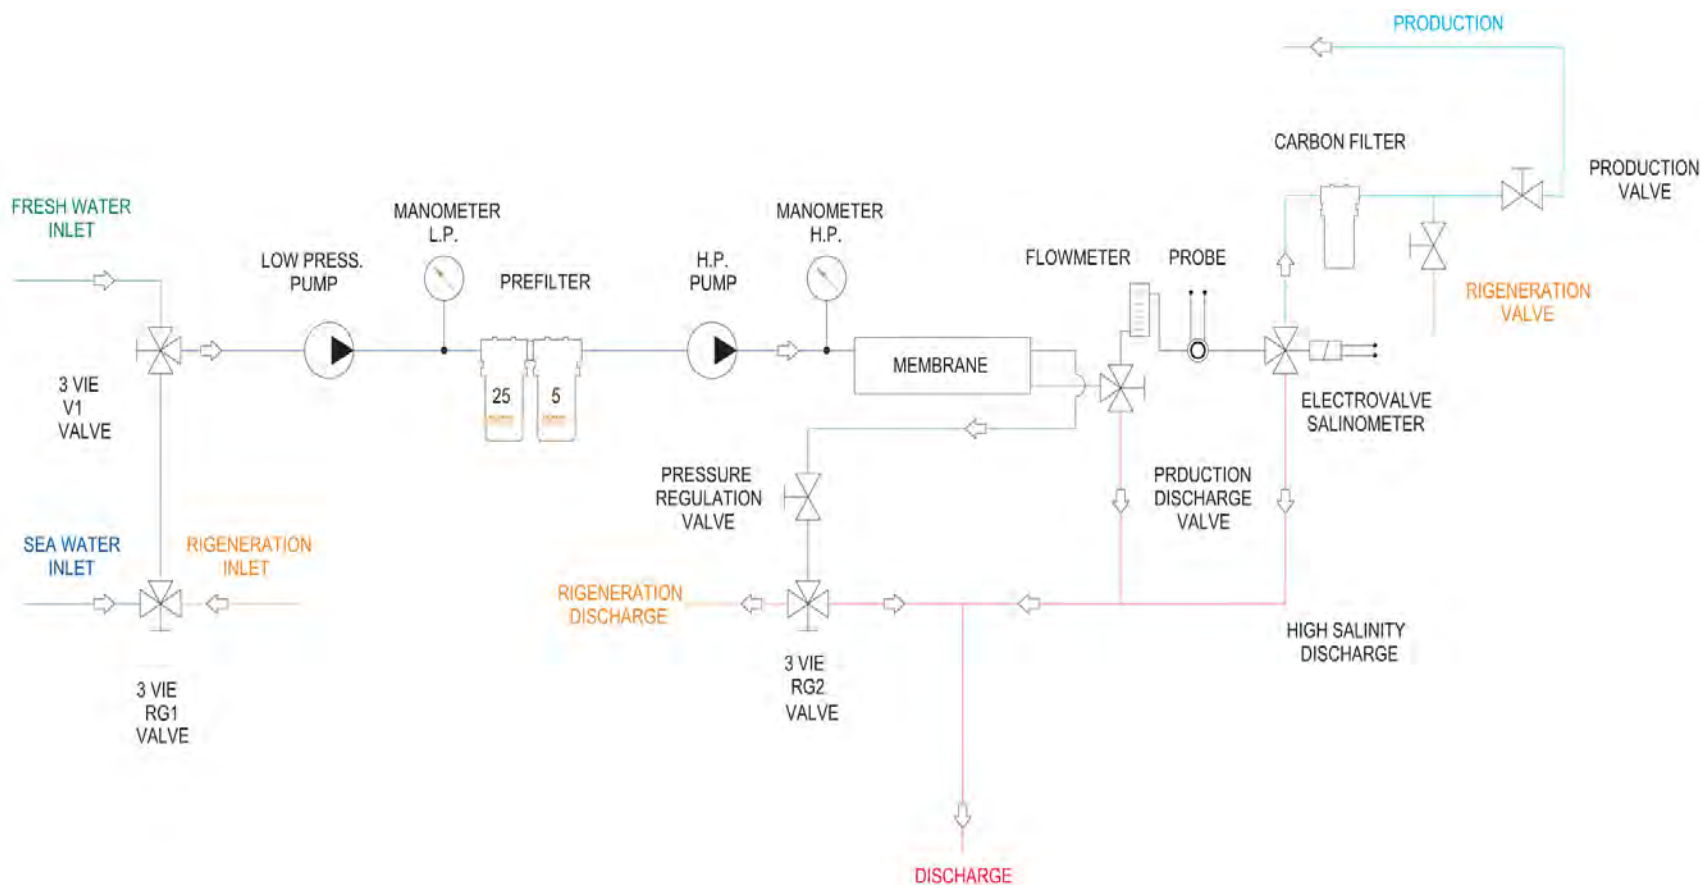 PRODUCTION
CARBON FILTER
PRODUCTION
VALVE
FRESH WATER
INLET
MANOMETER
L.P.
MANOMETER
H.P.
LOW PRESS.
PUMP
PREFILTER
H.P.
PUMP
FLOWMETER
PROBE
RIGENERATION
VALVE
MEMBRANE
3 VIE
V1
VALVE
25
5
ELECTROVALVE
SALINOMETER
PRESSURE
REGULATION
VALVE
PRDUCTION
DISCHARGE
VALVE
SEA WATER
INLET
RIGENERATION
INLET
RIGENERATION
DISCHARGE
HIGH SALINITY
DISCHARGE
3 VIE
RG1
VALVE
3 VIE
RG2
VALVE
DISCHARGE